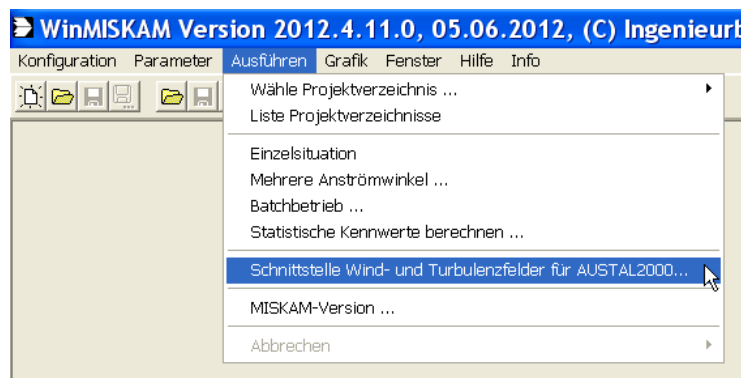 WinMISKAM Version 2012.4.11.0, 05.06.2012, (C) Ingenieurb
Konfiguration Parameter Ausführen Grafik Fenster Hilfe Info
Wähle Projektverzeichnis ...
Liste Projektverzeichnisse
Einzelsituation
Mehrere Anströmwinkel ...
Batchbetrieb ...
Statistische Kennwerte berechnen ...
Schnittstelle Wind- und Turbulenzfelder für AUSTAL2000...
MISKAM-Version ...
Abbrechen